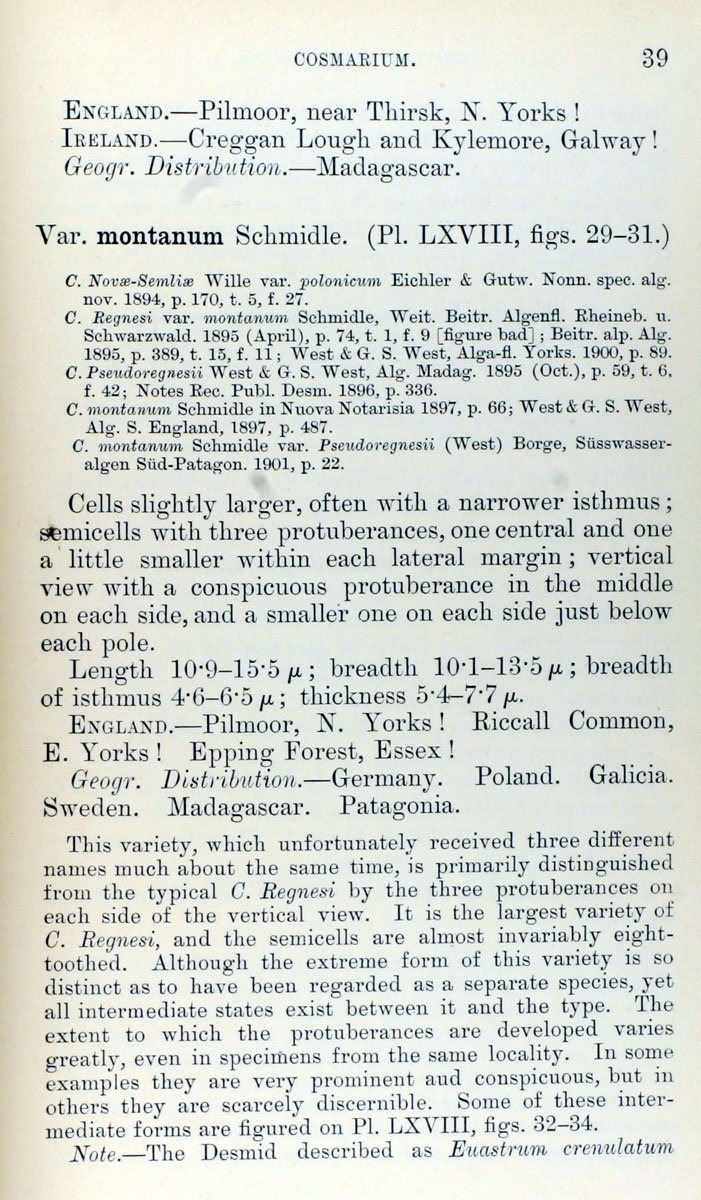 COSMARIUM.
39
ENGLAND.—Pilmoor, near Thirsk, N. Yorks !
IRELAND.—Creggan Lough and Kylemore, Galway !
Geogr. Distribution.—Madagascar.
Var. montanum Schmidle. (Pl. LXVIII, figs. 29–31.)
C. Novæ-Semliæ Wille var. polonicum Eichler & Gutw. Nonn. spec. alg.
nov. 1894, p. 170, t. 5, f. 27.
C. Regnesi var. montanum Schmidle, Weit. Beitr. Algenfl. Rheineb. u.
Schwarzwald. 1895 (April), p. 74, t. 1, f. 9 [figure bad] ; Beitr. alp. Alg.
1895, p. 389, t. 15, f. 11 ; West & G. S. West, Alga-fl. Yorks. 1900, p. 89.
C. Pseudoregnesii West & G. S. West, Alg. Madag. 1895 (Oct.), p. 59, t. 6,
f. 42; Notes Rec. Publ. Desm. 1896, p. 336.
C. montanum Schmidle in Nuova Notarisia 1897, p. 66; West & G. S. West,
Alg. S. England, 1897, p. 487.
C. montanum Schmidle var. Pseudoregnesii (West) Borge, Süsswasser-
algen Süd-Patagon. 1901, p. 22.
Cells slightly larger, often with a narrower isthmus ;
semicells with three protuberances, one central and one
a little smaller within each lateral margin ; vertical
view with a conspicuous protuberance in the middle
on each side, and a smaller one on each side just below
each pole.
Length 10·9–15·5 μ ; breadth 10·1–13·5 μ ; breadth
of isthmus 4·6–6·5 μ ; thickness 5·4–7·7 μ.
ENGLAND.—Pilmoor, N. Yorks ! Riccall Common,
E. Yorks ! Epping Forest, Essex !
Geogr. Distribution.—Germany. Poland. Galicia.
Sweden. Madagascar. Patagonia.
This variety, which unfortunately received three different
names much about the same time, is primarily distinguished
from the typical C. Regnesi by the three protuberances on
each side of the vertical view. It is the largest variety of
C. Regnesi, and the semicells are almost invariably eight-
toothed. Although the extreme form of this variety is so
distinct as to have been regarded as a separate species, yet
all intermediate states exist between it and the type. The
extent to which the protuberances are developed varies
greatly, even in specimens from the same locality. In some
examples they are very prominent and conspicuous, but in
others they are scarcely discernible. Some of these inter-
mediate forms are figured on Pl. LXVIII, figs. 32–34.
Note.—The Desmid described as Euastrum crenulatum